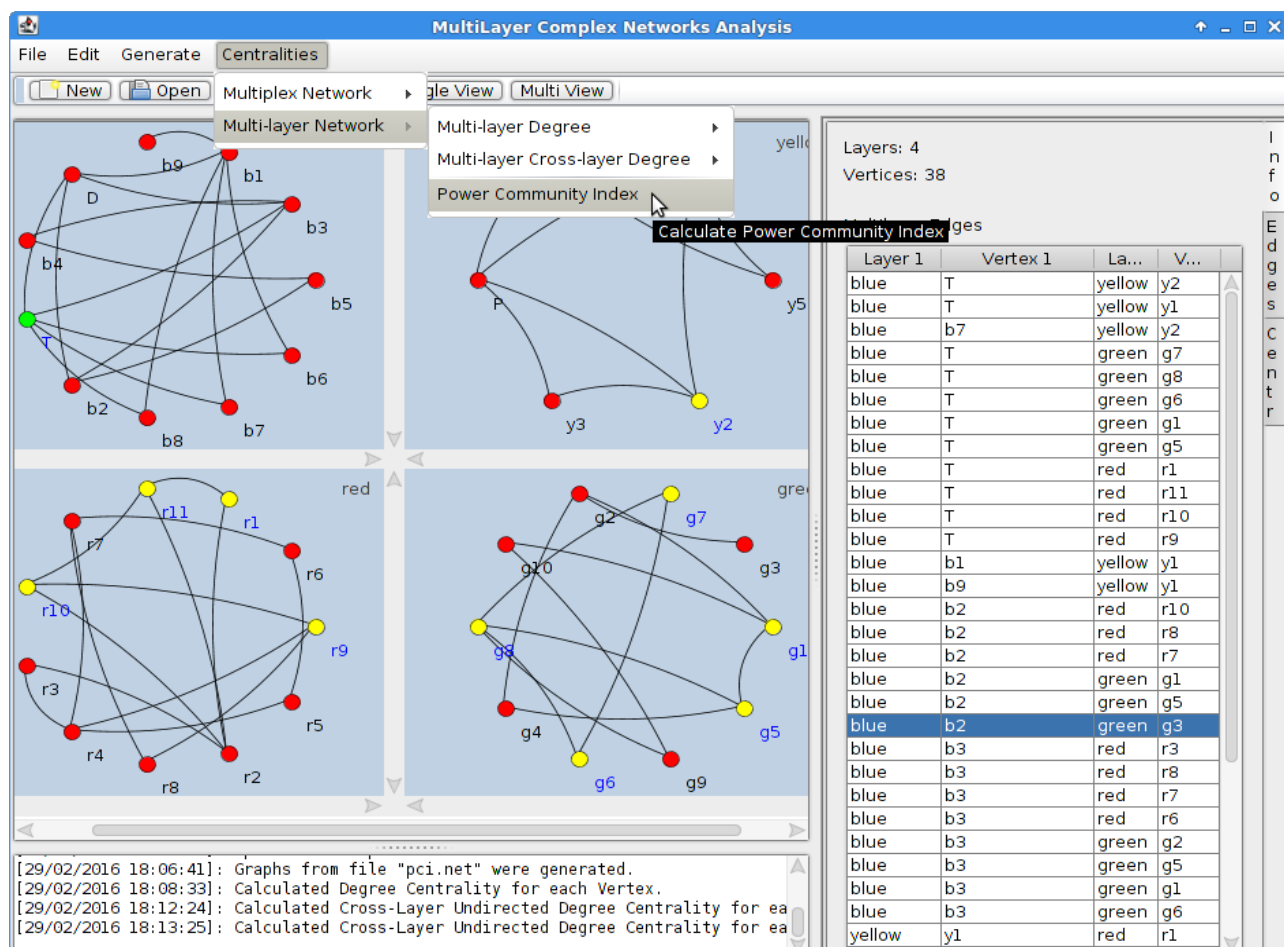 MultiLayer Complex Networks Analysis
File Edit Generate Centralities
New Open gle View Multi View
Multiplex Network
Multi-layer Network
Multi-layer Degree
Multi-layer Cross-layer Degree
Power Community Index
Calculate Power Community Index
b9
b1
D
b3
b4
b5
T
b6
b2
b7
b8
yello
P
y5
y3
y2
red
r11
r1
r7
r6
r10
r9
r3
r5
r4
r2
r8
gree
g2
g7
g10
g3
g8
g1
g4
g5
g6
g9
Layers: 4
Vertices: 38
dges
Layer 1 Vertex 1 La... V...
blue T yellow y2
blue T yellow y1
blue b7 yellow y2
blue T green g7
blue T green g8
blue T green g6
blue T green g1
blue T green g5
blue T red r1
blue T red r11
blue T red r10
blue T red r9
blue b1 yellow y1
blue b9 yellow y1
blue b2 red r10
blue b2 red r8
blue b2 red r7
blue b2 green g1
blue b2 green g5
blue b2 green g3
blue b3 red r3
blue b3 red r8
blue b3 red r7
blue b3 red r6
blue b3 green g2
blue b3 green g5
blue b3 green g1
blue b3 green g6
yellow y1 red r1
Info
Edges
Centr
[29/02/2016 18:06:41]: Graphs from file "pci.net" were generated.
[29/02/2016 18:08:33]: Calculated Degree Centrality for each Vertex.
[29/02/2016 18:12:24]: Calculated Cross-Layer Undirected Degree Centrality for ea
[29/02/2016 18:13:25]: Calculated Cross-Layer Undirected Degree Centrality for ea